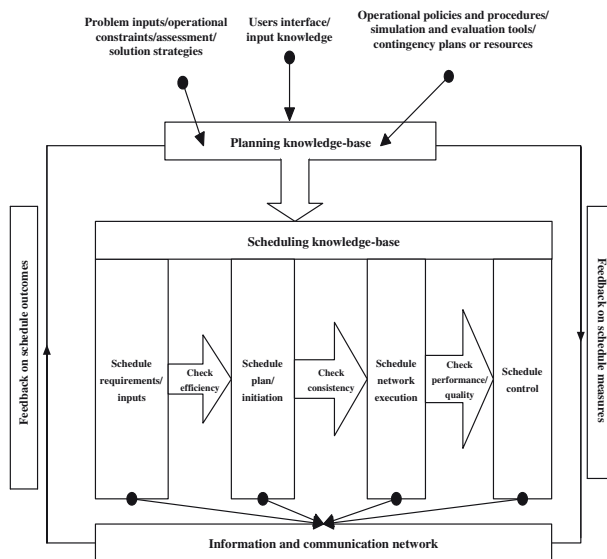 Problem inputs/operational
constraints/assessment/
solution strategies
Users interface/
input knowledge
Operational policies and procedures/
simulation and evaluation tools/
contingency plans or resources
Planning knowledge-base
Feedback on schedule outcomes
Scheduling knowledge-base
Schedule
requirements/
inputs
Check
efficiency
Schedule
plan/
initiation
Check
consistency
Schedule
network
execution
Check
performance/
quality
Schedule
control
Feedback on schedule measures
Information and communication network